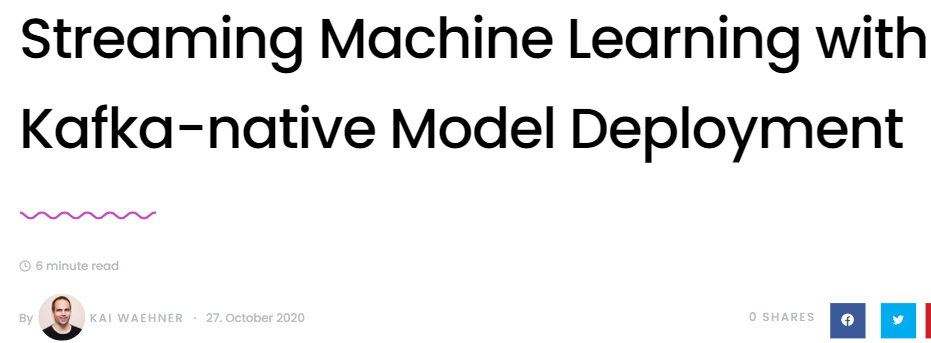 Streaming Machine Learning with
Kafka-native Model Deployment
6 minute read
By KAI WAEHNER · 27. October 2020
0 SHARES